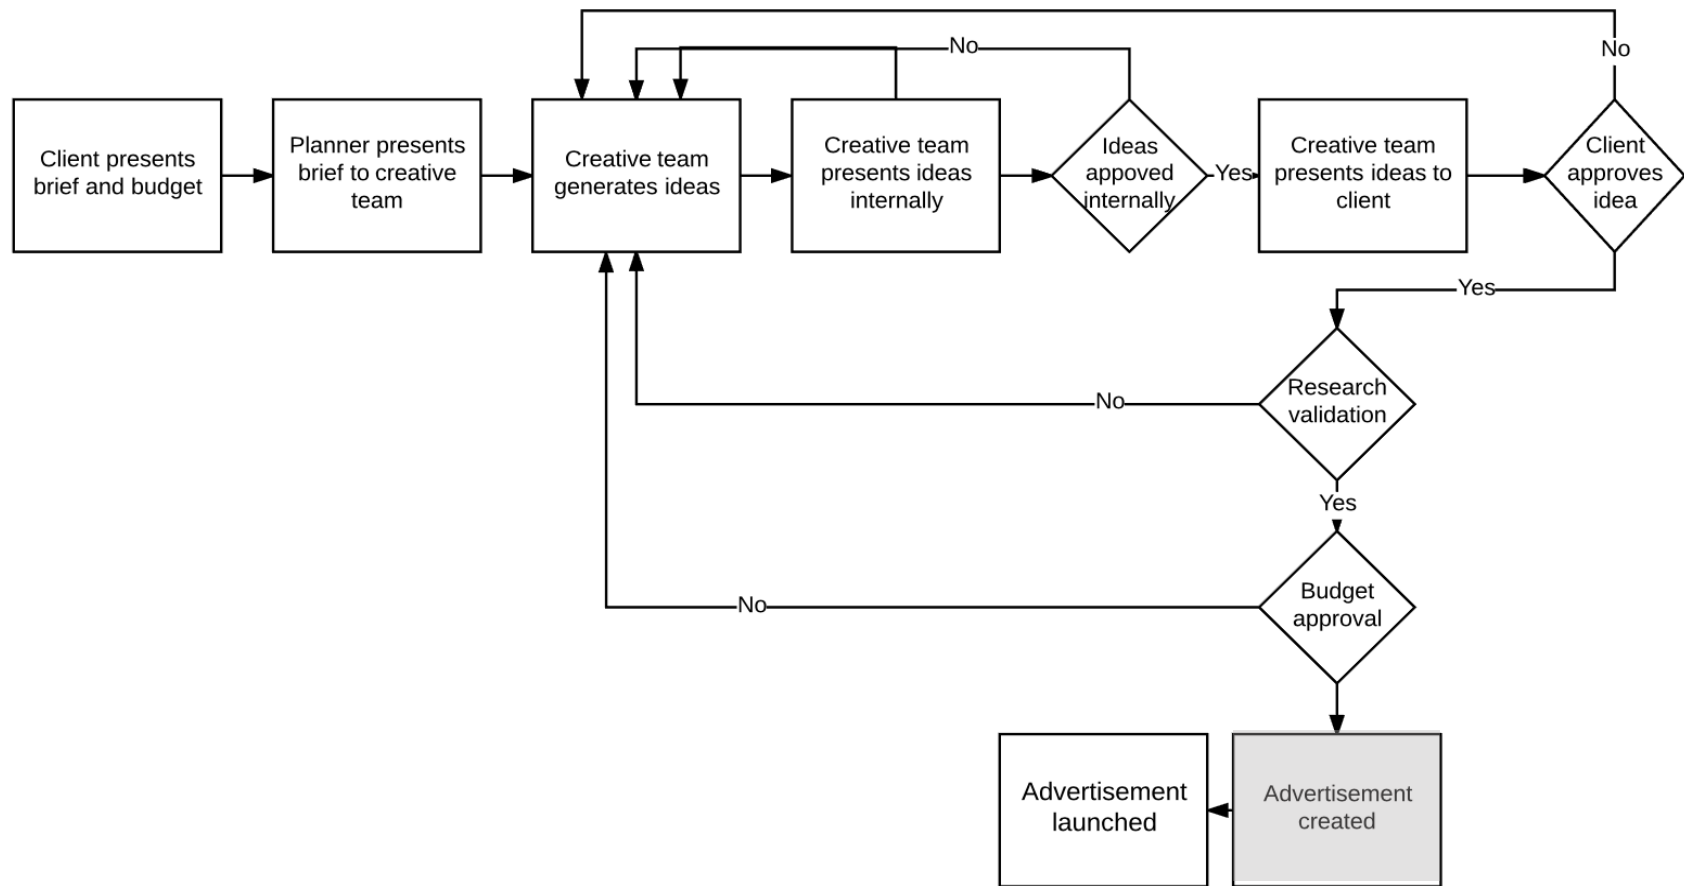 No
No
Client presents
brief and budget
Planner presents
brief to creative
team
Creative team
generates ideas
Creative team
presents ideas
internally
Ideas
appoved
internally
Yes
Creative team
presents ideas to
client
Client
approves
idea
Yes
Research
validation
No
Yes
Budget
approval
No
Advertisement
launched
Advertisement
created